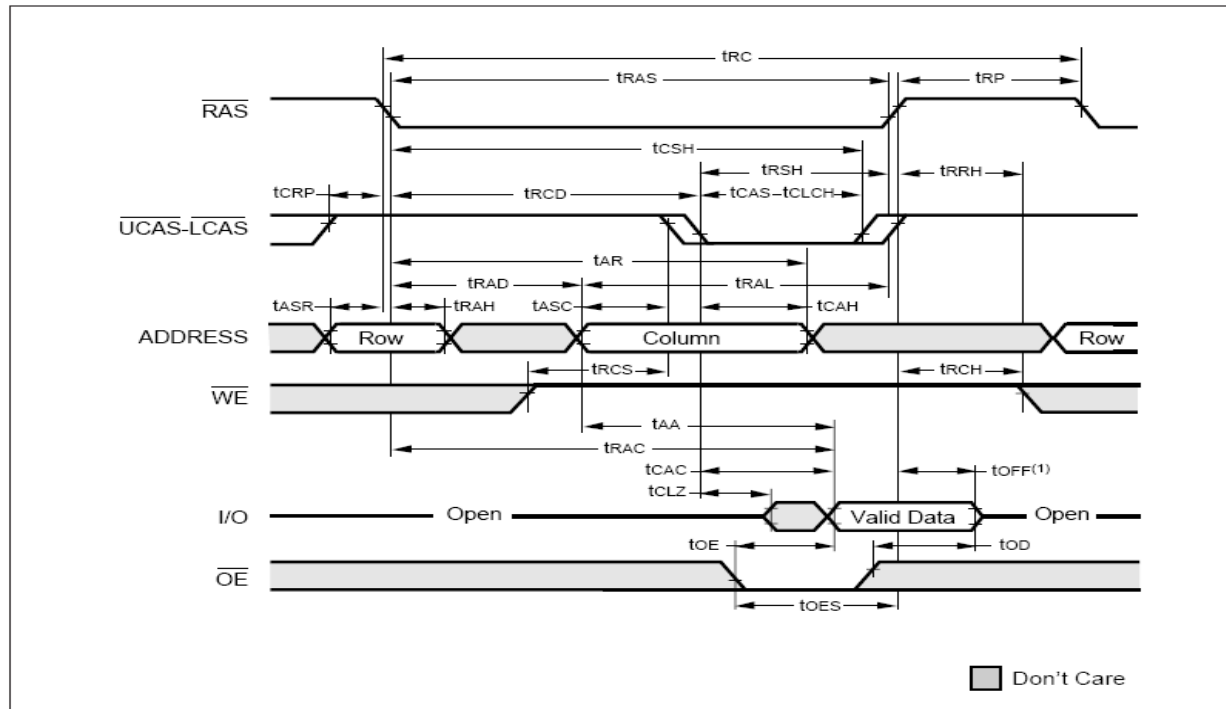 tRC
tRAS
tRP
RAS
tCSH
tRSH
tRRH
tCRP
tRCD
tCAS-tCLCH
UCAS-LCAS
tAR
tRAD
tRAL
tASR
tRAH
tASC
tCAH
ADDRESS
Row
Column
Row
tRCS
tRCH
WE
tAA
tRAC
tCAC
tOFF(1)
tCLZ
I/O
Open
Valid Data
Open
tOE
tOD
OE
tOES
Don't Care